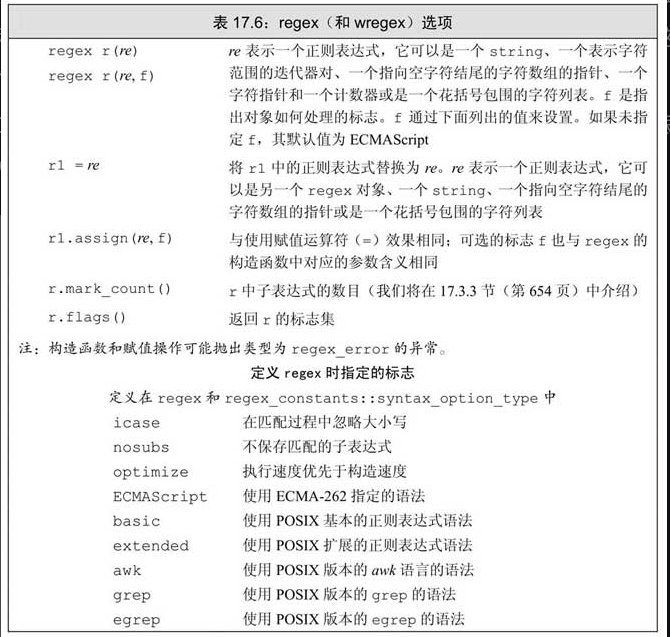 表 17.6：regex（和 wregex）选项
regex r(re) re 表示一个正则表达式，它可以是一个 string、一个表示字符
regex r(re, f) 范围的迭代器对、一个指向空字符结尾的字符数组的指针、一个
字符指针和一个计数器或是一个花括号包围的字符列表。f 是指
出对象如何处理的标志。f 通过下面列出的值来设置。如果未指
定 f，其默认值为 ECMAScript
r1 = re 将 r1 中的正则表达式替换为 re。re 表示一个正则表达式，它可
以是另一个 regex 对象、一个 string、一个指向空字符结尾的
字符数组的指针或是一个花括号包围的字符列表
r1.assign(re, f) 与使用赋值运算符（=）效果相同；可选的标志 f 也与 regex 的
构造函数中对应的参数含义相同
r.mark_count() r 中子表达式的数目（我们将在 17.3.3 节（第 654 页）中介绍）
r.flags() 返回 r 的标志集
注：构造函数和赋值操作可能抛出类型为 regex_error 的异常。
定义 regex 时指定的标志
定义在 regex 和 regex_constants::syntax_option_type 中
icase 在匹配过程中忽略大小写
nosubs 不保存匹配的子表达式
optimize 执行速度优先于构造速度
ECMAScript 使用 ECMA-262 指定的语法
basic 使用 POSIX 基本的正则表达式语法
extended 使用 POSIX 扩展的正则表达式语法
awk 使用 POSIX 版本的 awk 语言的语法
grep 使用 POSIX 版本的 grep 的语法
egrep 使用 POSIX 版本的 egrep 的语法